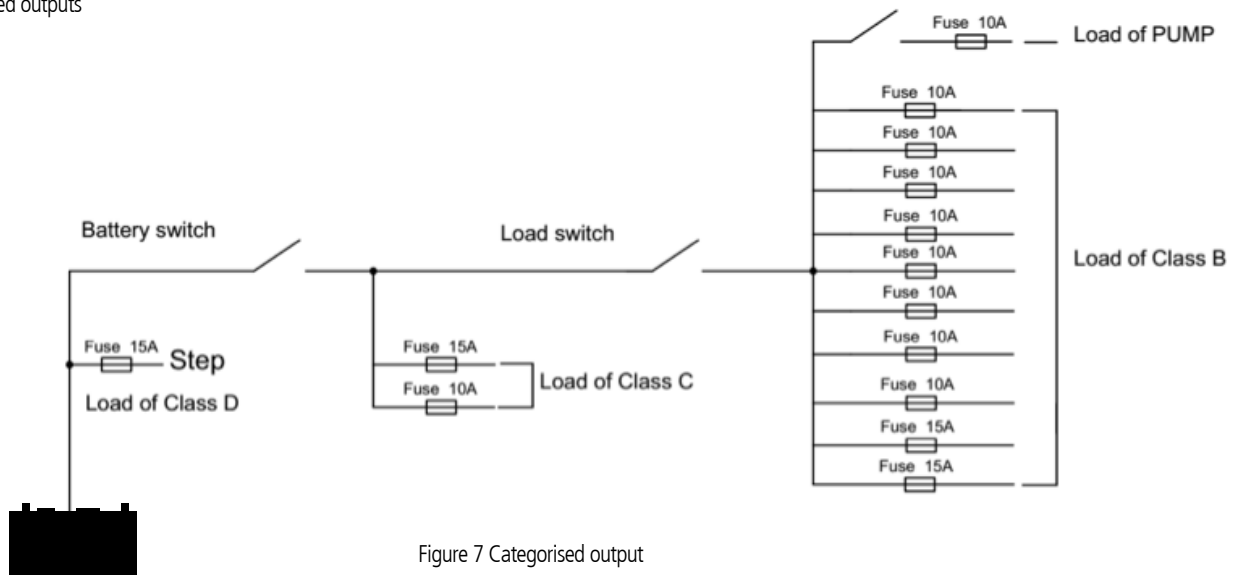 ed outputs
Fuse 10A
Load of PUMP
Fuse 10A
Fuse 10A
Fuse 10A
Fuse 10A
Fuse 10A
Fuse 10A
Fuse 10A
Fuse 10A
Fuse 15A
Fuse 15A
Load of Class B
Battery switch
Load switch
Fuse 15A
Step
Load of Class D
Fuse 15A
Fuse 10A
Load of Class C
Figure 7 Categorised output